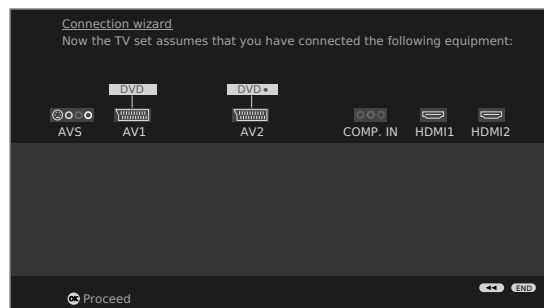 Connection wizard
Now the TV set assumes that you have connected the following equipment:
DVD DVD •
AVS AV1 AV2 COMP. IN HDMI1 HDMI2
OK Proceed
END